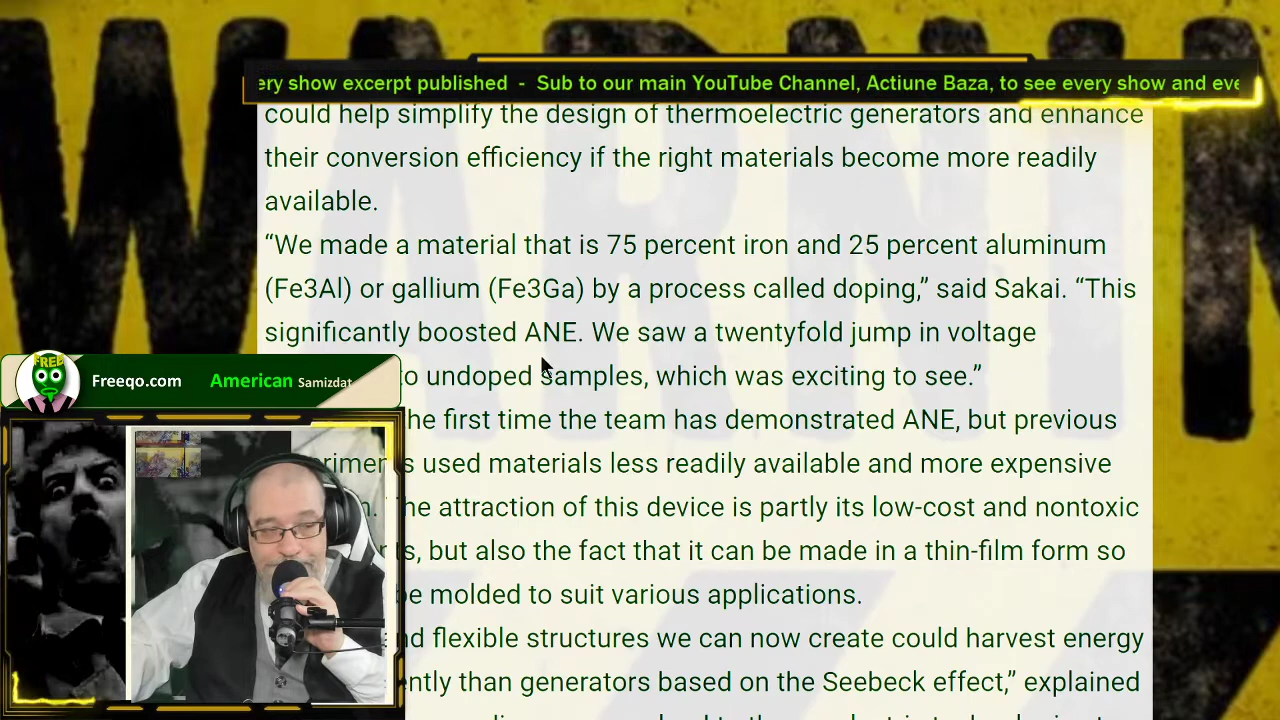 ery show excerpt published - Sub to our main YouTube Channel, Actiune Baza, to see every show and eve
could help simplify the design of thermoelectric generators and enhance
their conversion efficiency if the right materials become more readily
available.
“We made a material that is 75 percent iron and 25 percent aluminum
(Fe3Al) or gallium (Fe3Ga) by a process called doping,” said Sakai. “This
significantly boosted ANE. We saw a twentyfold jump in voltage
to undoped samples, which was exciting to see.”
he first time the team has demonstrated ANE, but previous
rimen s used materials less readily available and more expensive
he attraction of this device is partly its low-cost and nontoxic
ts, but also the fact that it can be made in a thin-film form so
be molded to suit various applications.
nd flexible structures we can now create could harvest energy
ently than generators based on the Seebeck effect,” explained
FREE
Freeqo.com American Samizdat
WARNI